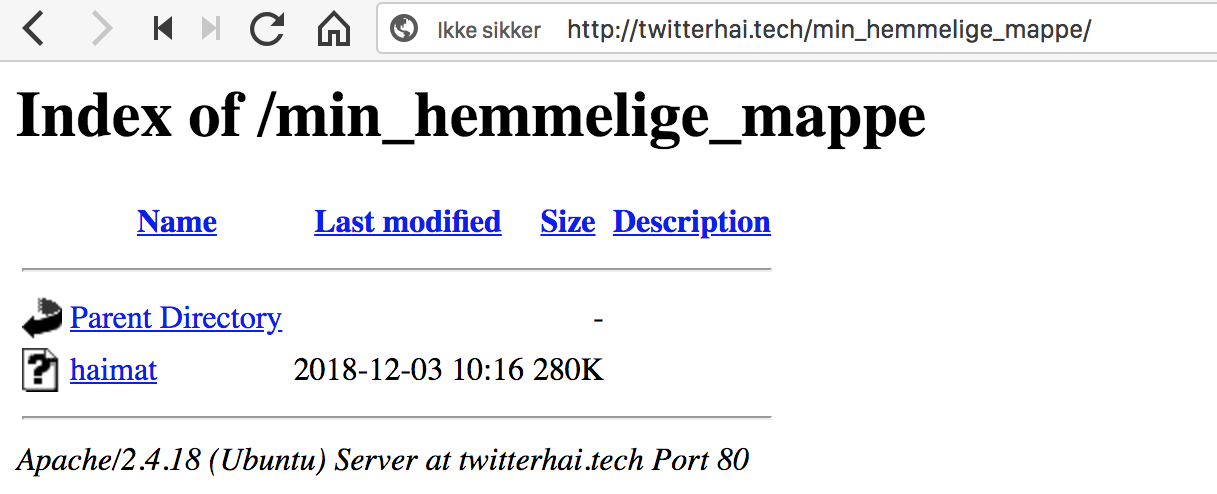 Ikke sikker http://twitterhai.tech/min_hemmelige_mappe/
Index of /min_hemmelige_mappe
Name Last modified Size Description
Parent Directory -
haimat 2018-12-03 10:16 280K
Apache/2.4.18 (Ubuntu) Server at twitterhai.tech Port 80